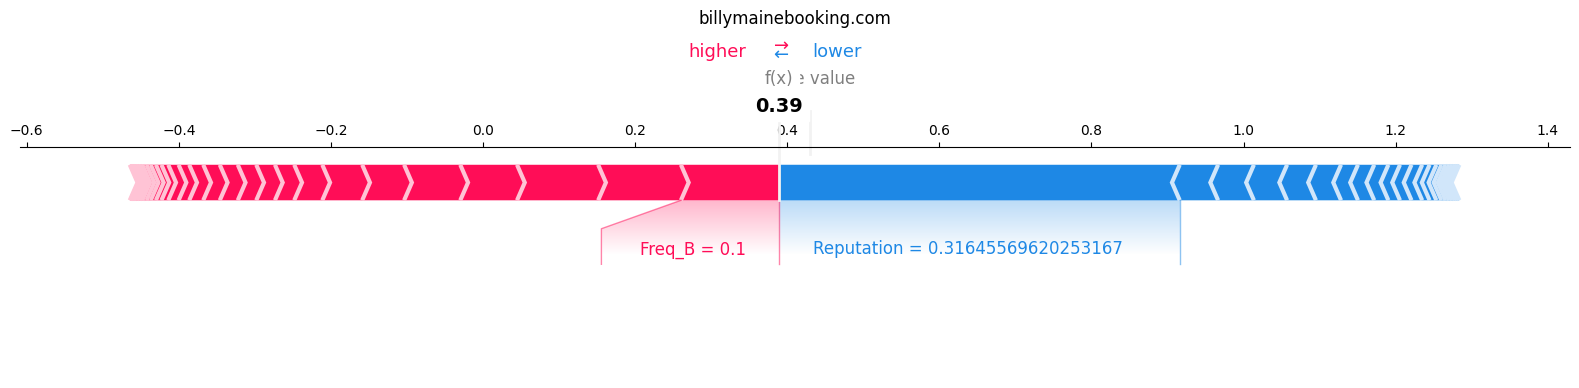 billymainebooking.com
higher ⇄ lower
f(x) e value
0.39
−0.6 −0.4 −0.2 0.0 0.2 0.4 0.6 0.8 1.0 1.2 1.4
Freq_B = 0.1 Reputation = 0.31645569620253167